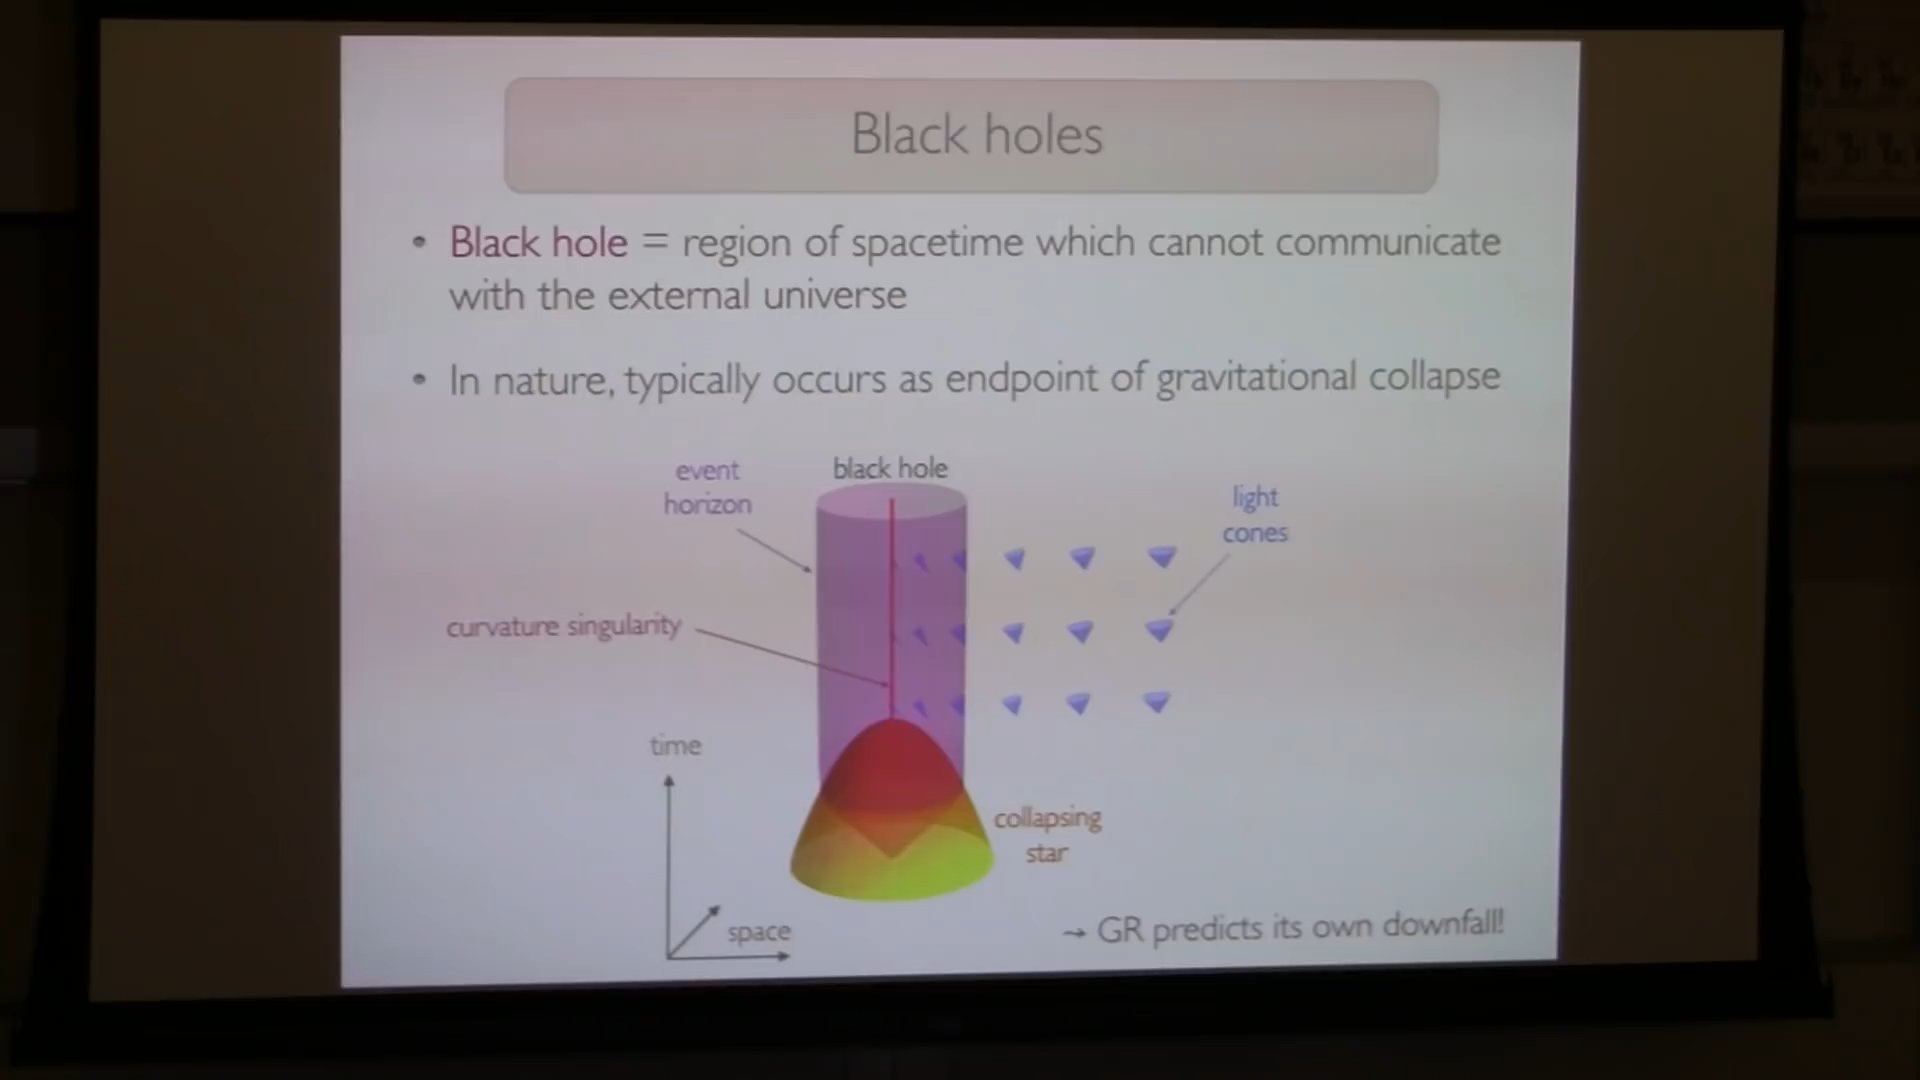 Black holes
• Black hole = region of spacetime which cannot communicate
with the external universe
• In nature, typically occurs as endpoint of gravitational collapse
event
horizon
black hole
light
cones
curvature singularity
time
collapsing
star
space
→ GR predicts its own downfall!